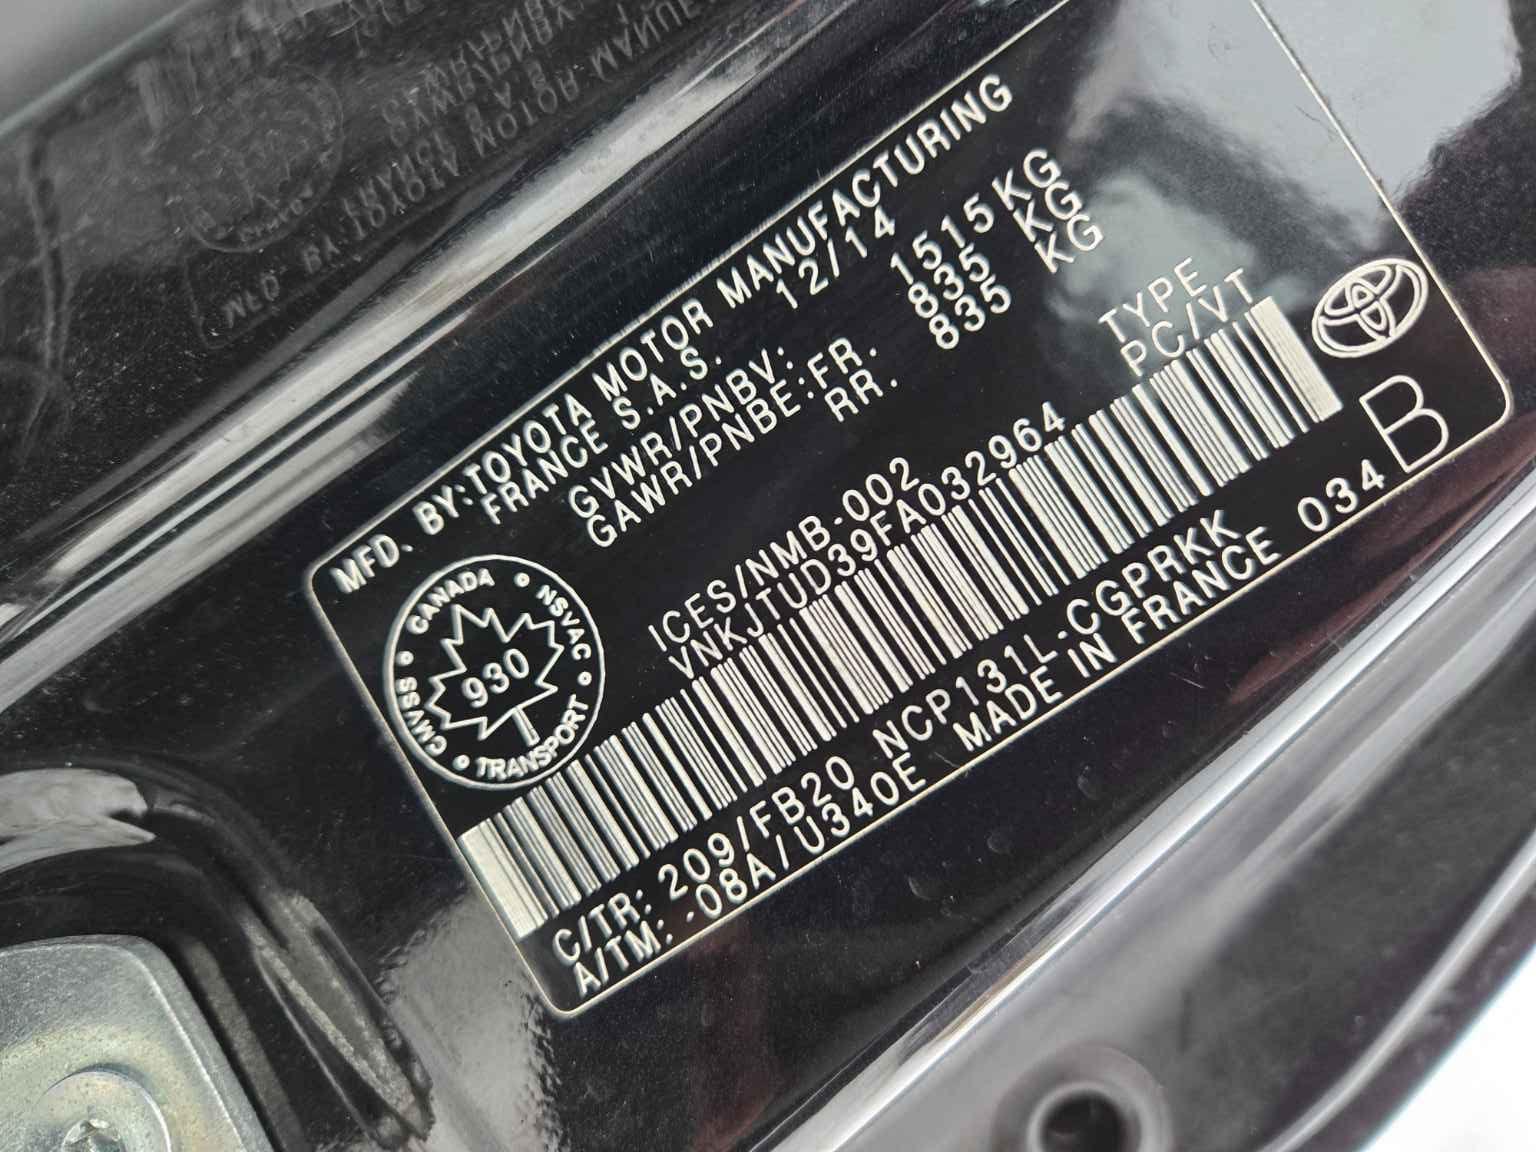 MFD. BY:TOYOTA MOTOR MANUFACTURING
FRANCE S.A.S. 12/14
GVWR/PNBV: 1515 KG
GAWR/PNBE:FR. 835 KG
RR. 835 KG
CANADA • NSVAC • TRANSPORT • CMVSS •
930
ICES/NMB-002 TYPE
VNKJTUD39FA032964 PC/VT
C/TR: 209/FB20 NCP131L-CGPRKK
A/TM: -08A/U340E MADE IN FRANCE 034 B
MOTOR